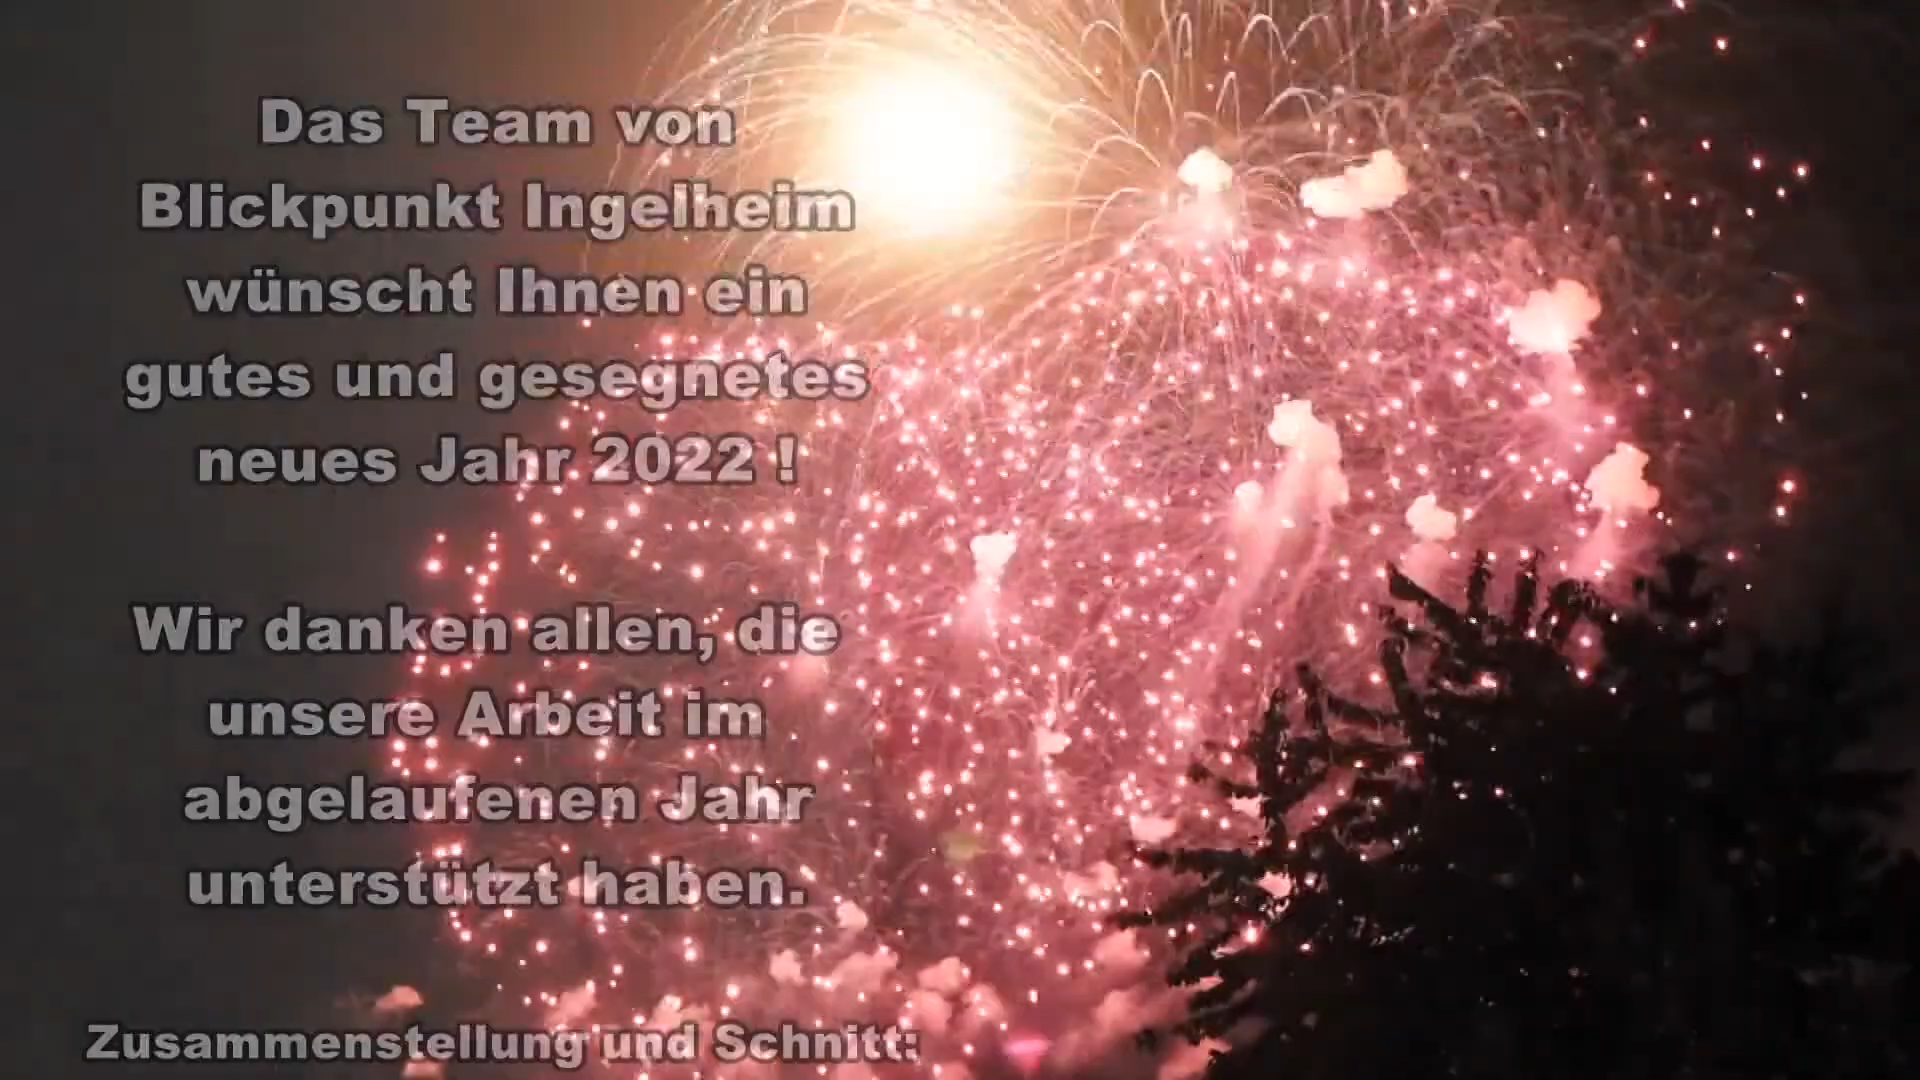 Das Team von
Blickpunkt Ingelheim
wünscht Ihnen ein
gutes und gesegnetes
neues Jahr 2022 !
Wir danken allen, die
unsere Arbeit im
abgelaufenen Jahr
unterstützt haben.
Zusammenstellung und Schnitt: